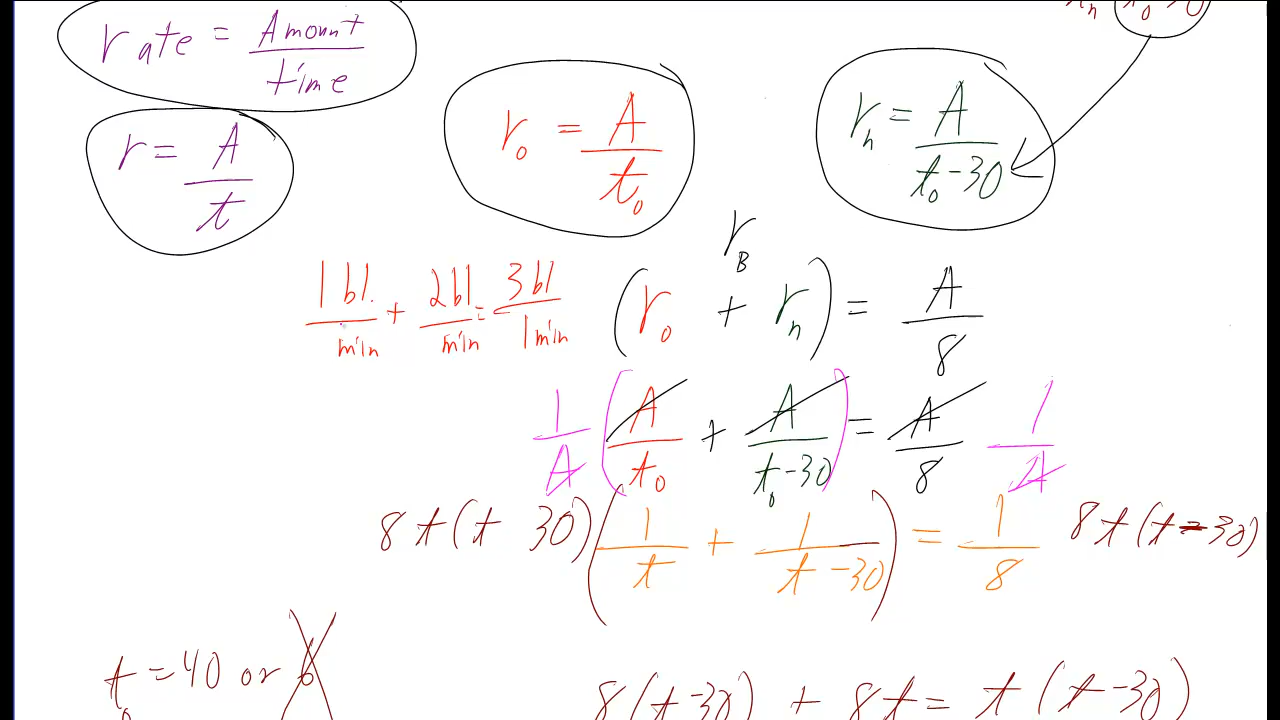 rate = Amount / time
r = A / t
r₀ = A / t₀
rₙ = A / t₀ - 30
r_B
1 bl. / min + 2 bl / min = 3 bl / 1 min
(r₀ + rₙ) = A / 8
1 / A (A / t₀ + A / t₀ - 30) = A / 8 1 / A
8t(t 30)(1 / t + 1 / t - 30) = 1 / 8 8t(t - 30)
t₀ = 40 or 6
8(t - 30) + 8t = t(t - 30)